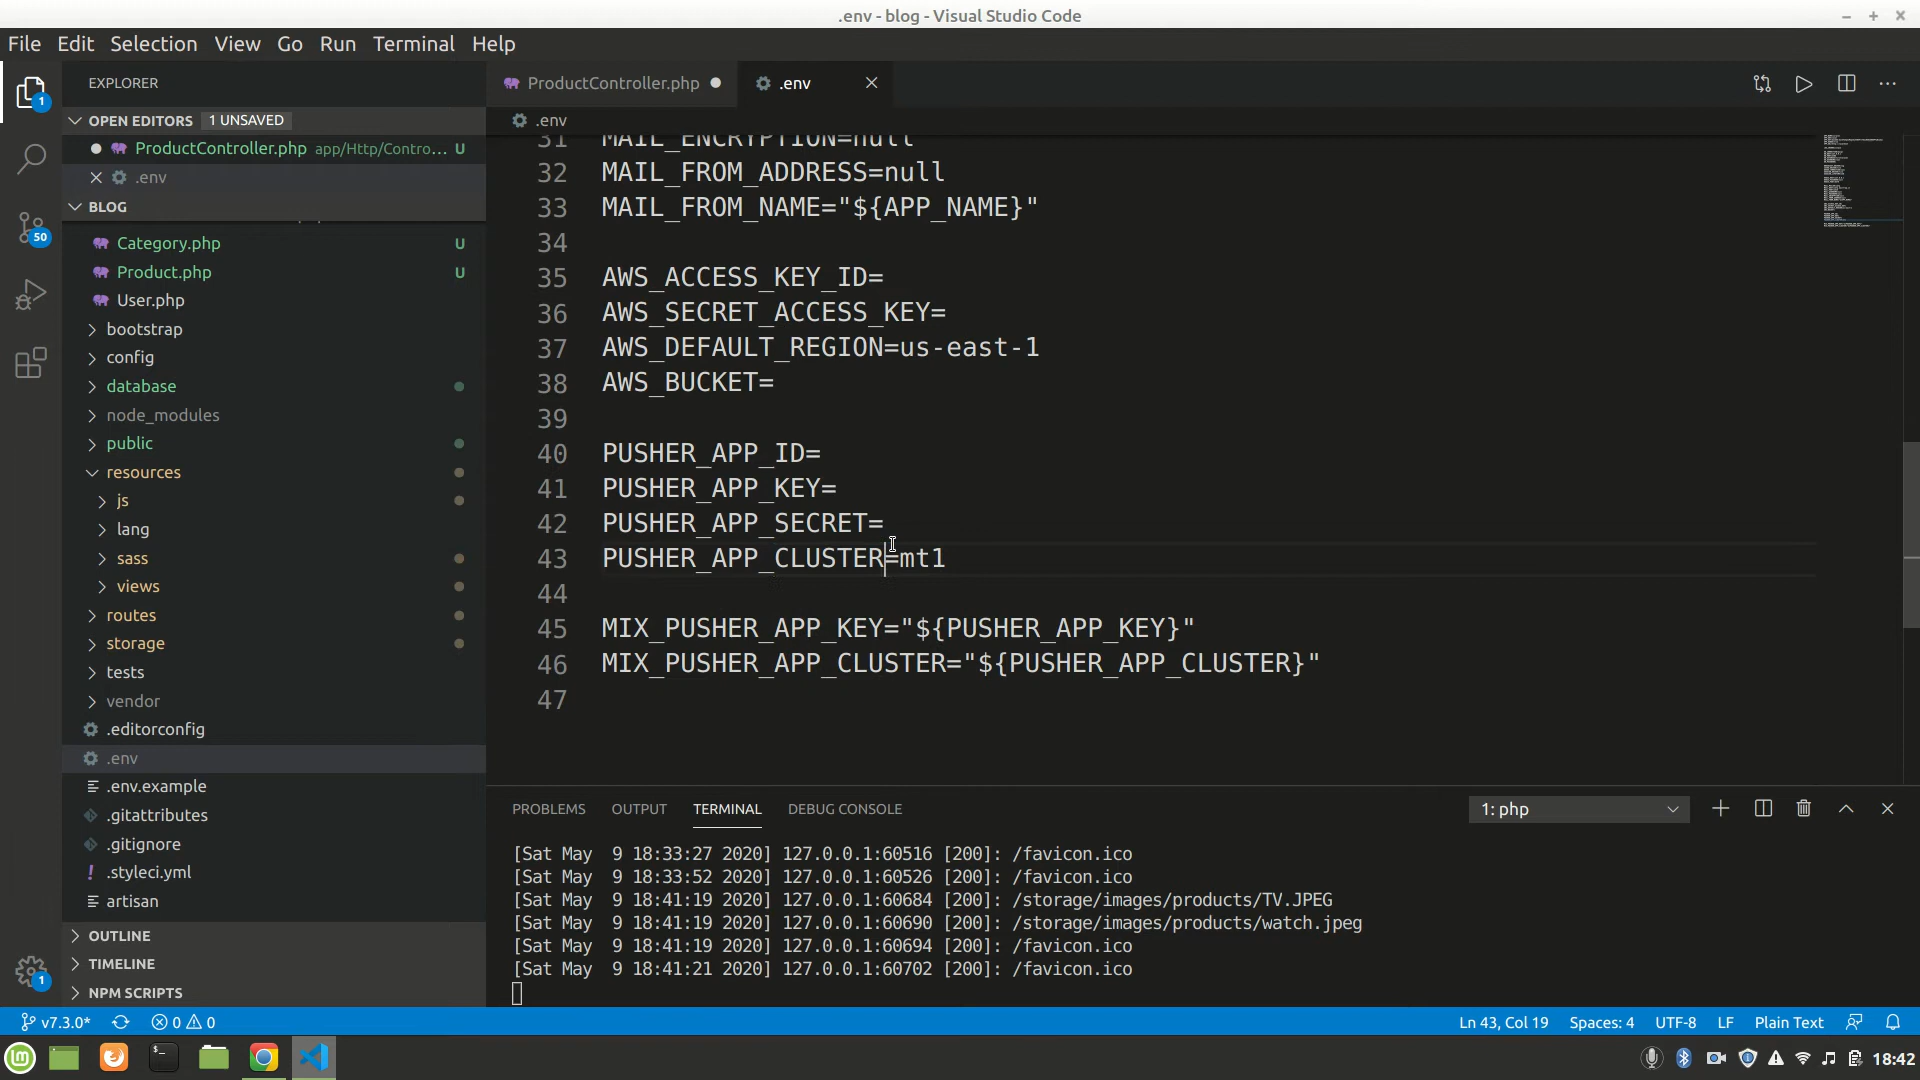 .env - blog - Visual Studio Code
File Edit Selection View Go Run Terminal Help
EXPLORER
OPEN EDITORS 1 UNSAVED
ProductController.php app/Http/Contro... U
.env
BLOG
Category.php U
Product.php U
User.php
bootstrap
config
database
node_modules
public
resources
js
lang
sass
views
routes
storage
tests
vendor
.editorconfig
.env
.env.example
.gitattributes
.gitignore
.styleci.yml
artisan
OUTLINE
TIMELINE
NPM SCRIPTS
1
50
1
ProductController.php
.env
.env
31 MAIL_ENCRYPTION=null
32 MAIL_FROM_ADDRESS=null
33 MAIL_FROM_NAME="${APP_NAME}"
34
35 AWS_ACCESS_KEY_ID=
36 AWS_SECRET_ACCESS_KEY=
37 AWS_DEFAULT_REGION=us-east-1
38 AWS_BUCKET=
39
40 PUSHER_APP_ID=
41 PUSHER_APP_KEY=
42 PUSHER_APP_SECRET=
43 PUSHER_APP_CLUSTER=mt1
44
45 MIX_PUSHER_APP_KEY="${PUSHER_APP_KEY}"
46 MIX_PUSHER_APP_CLUSTER="${PUSHER_APP_CLUSTER}"
47
PROBLEMS OUTPUT TERMINAL DEBUG CONSOLE 1: php
[Sat May  9 18:33:27 2020] 127.0.0.1:60516 [200]: /favicon.ico
[Sat May  9 18:33:52 2020] 127.0.0.1:60526 [200]: /favicon.ico
[Sat May  9 18:41:19 2020] 127.0.0.1:60684 [200]: /storage/images/products/TV.JPEG
[Sat May  9 18:41:19 2020] 127.0.0.1:60690 [200]: /storage/images/products/watch.jpeg
[Sat May  9 18:41:19 2020] 127.0.0.1:60694 [200]: /favicon.ico
[Sat May  9 18:41:21 2020] 127.0.0.1:60702 [200]: /favicon.ico
v7.3.0* 0 0 Ln 43, Col 19 Spaces: 4 UTF-8 LF Plain Text
18:42